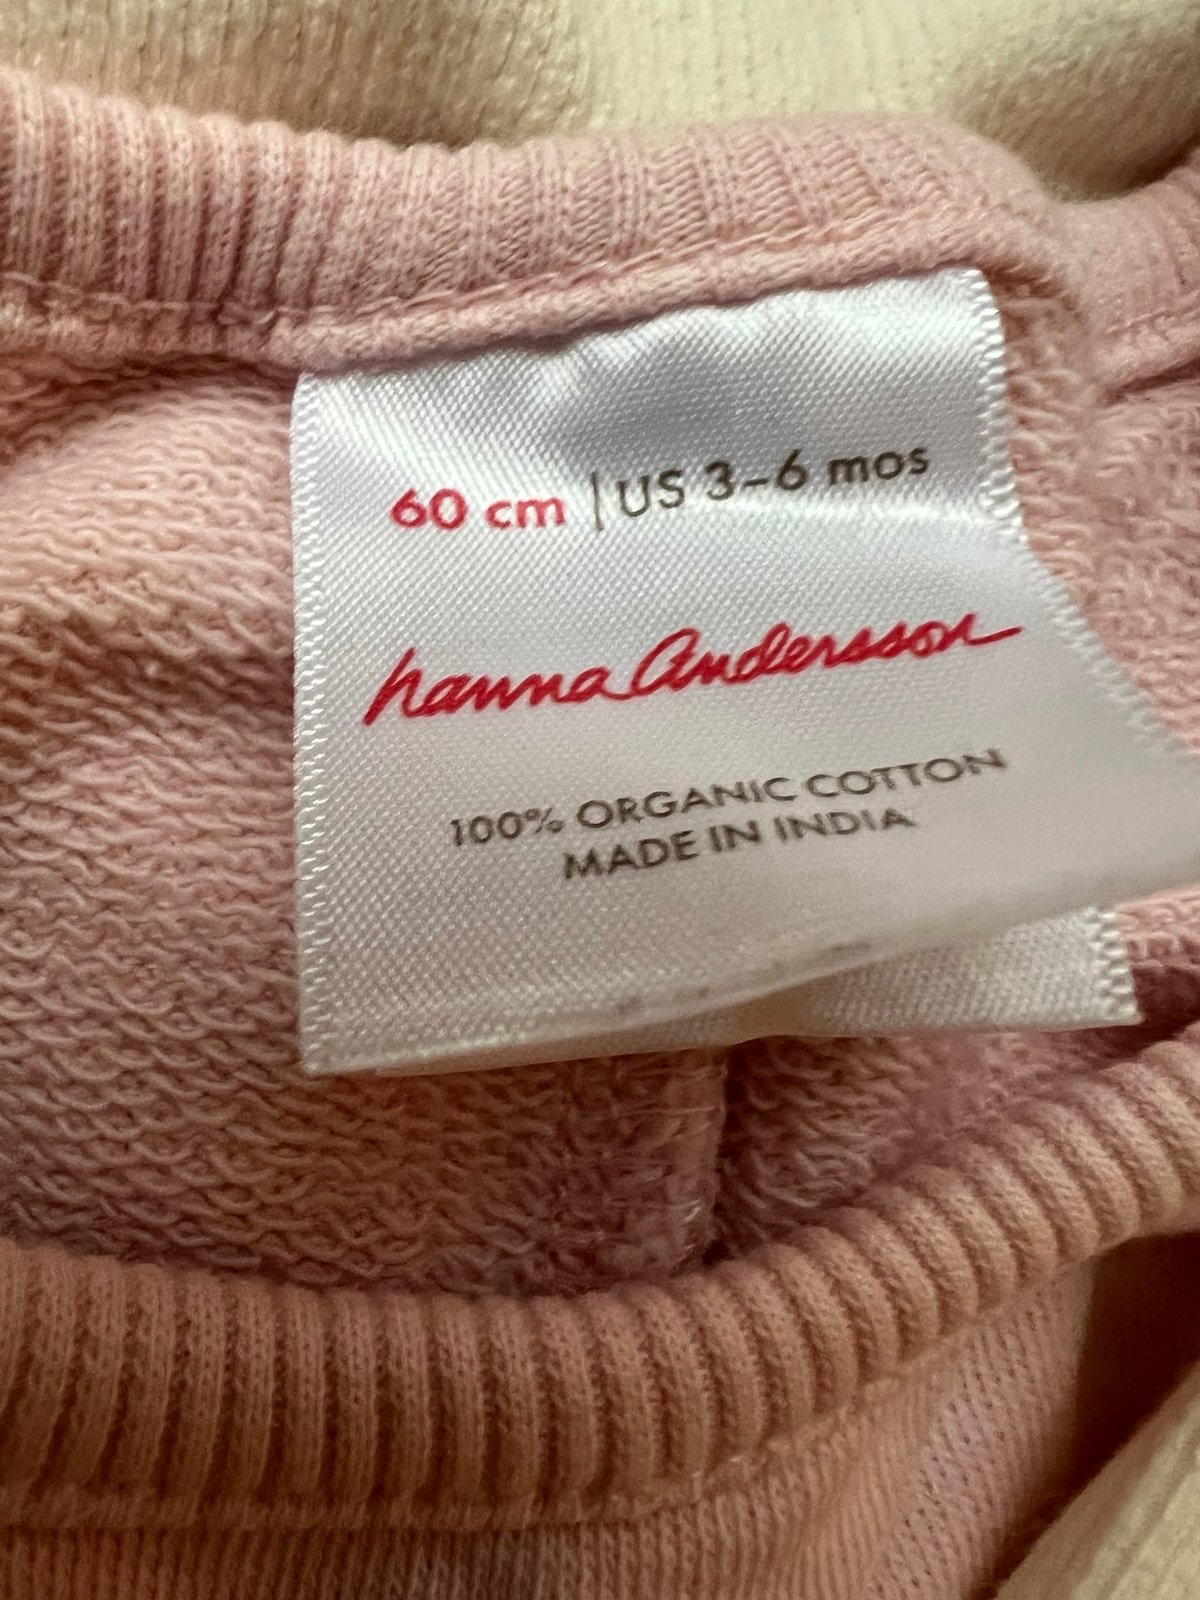 60 cm | US 3-6 mos
hanna Andersson
100% ORGANIC COTTON
MADE IN INDIA